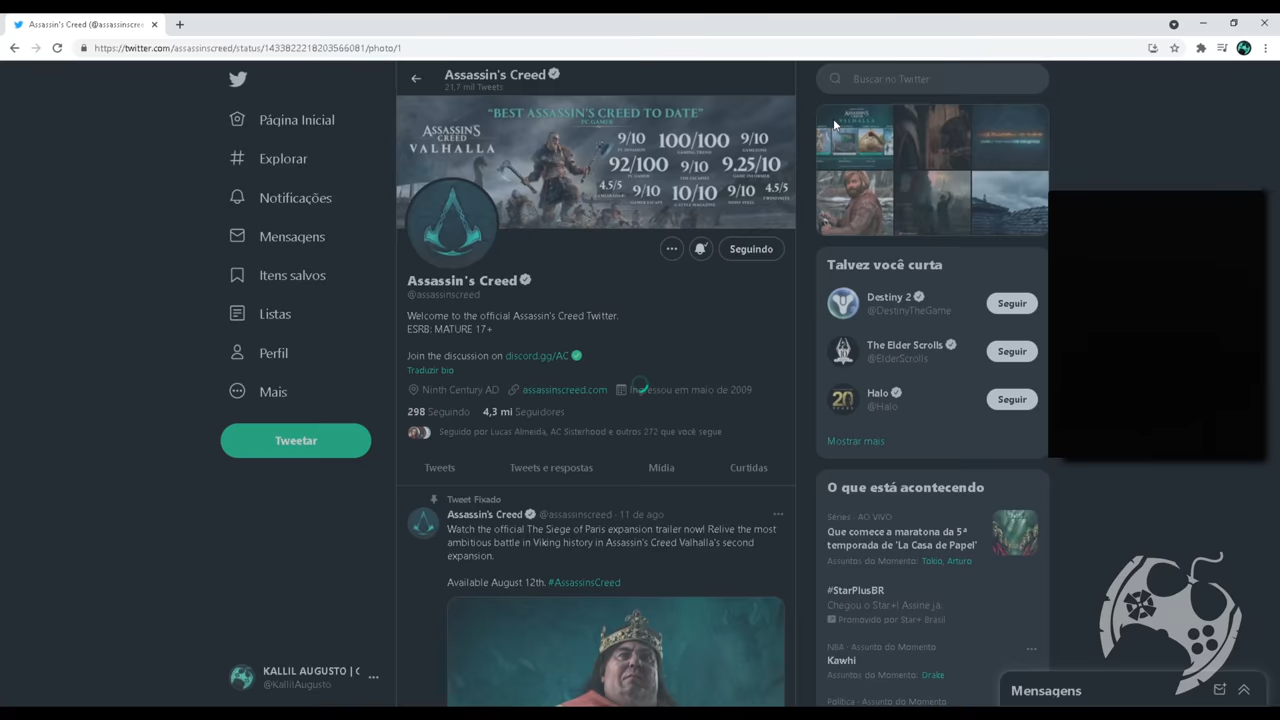 Assassin's Creed (@assassinscree
https://twitter.com/assassinscreed/status/1433822218203566081/photo/1
Assassin's Creed
21,7 mil Tweets
Buscar no Twitter
Página Inicial
Explorar
Notificações
Mensagens
Itens salvos
Listas
Perfil
Mais
Tweetar
"BEST ASSASSIN'S CREED TO DATE"
PC GAMER
ASSASSIN'S
CREED
VALHALLA
9/10
100/100
9/10
92/100
9/10
9.25/10
4.5/5
9/10
10/10
9/10
4.5/5
Seguindo
Assassin's Creed
@assassinscreed
Welcome to the official Assassin's Creed Twitter.
ESRB: MATURE 17+
Join the discussion on discord.gg/AC
Traduzir bio
Ninth Century AD assassinscreed.com Ingressou em maio de 2009
298 Seguindo 4,3 mi Seguidores
Seguido por Lucas Almeida, AC Sisterhood e outros 272 que você segue
Tweets Tweets e respostas Mídia Curtidas
Tweet Fixado
Assassin's Creed @assassinscreed · 11 de ago
Watch the official The Siege of Paris expansion trailer now! Relive the most
ambitious battle in Viking history in Assassin's Creed Valhalla's second
expansion.
Available August 12th. #AssassinsCreed
VALHALLA
Talvez você curta
Destiny 2
@DestinyTheGame
Seguir
The Elder Scrolls
@ElderScrolls
Seguir
Halo
@Halo
Seguir
20
Mostrar mais
O que está acontecendo
Séries · AO VIVO
Que comece a maratona da 5ª
temporada de 'La Casa de Papel'
Assuntos do Momento: Tokio, Arturo
#StarPlusBR
Chegou o Star+! Assine já.
Promovido por Star+ Brasil
NBA · Assunto do Momento
Kawhi
Assuntos do Momento: Drake
Política · Assunto do Momento
KALLIL AUGUSTO | C
@KallilAugusto
Mensagens